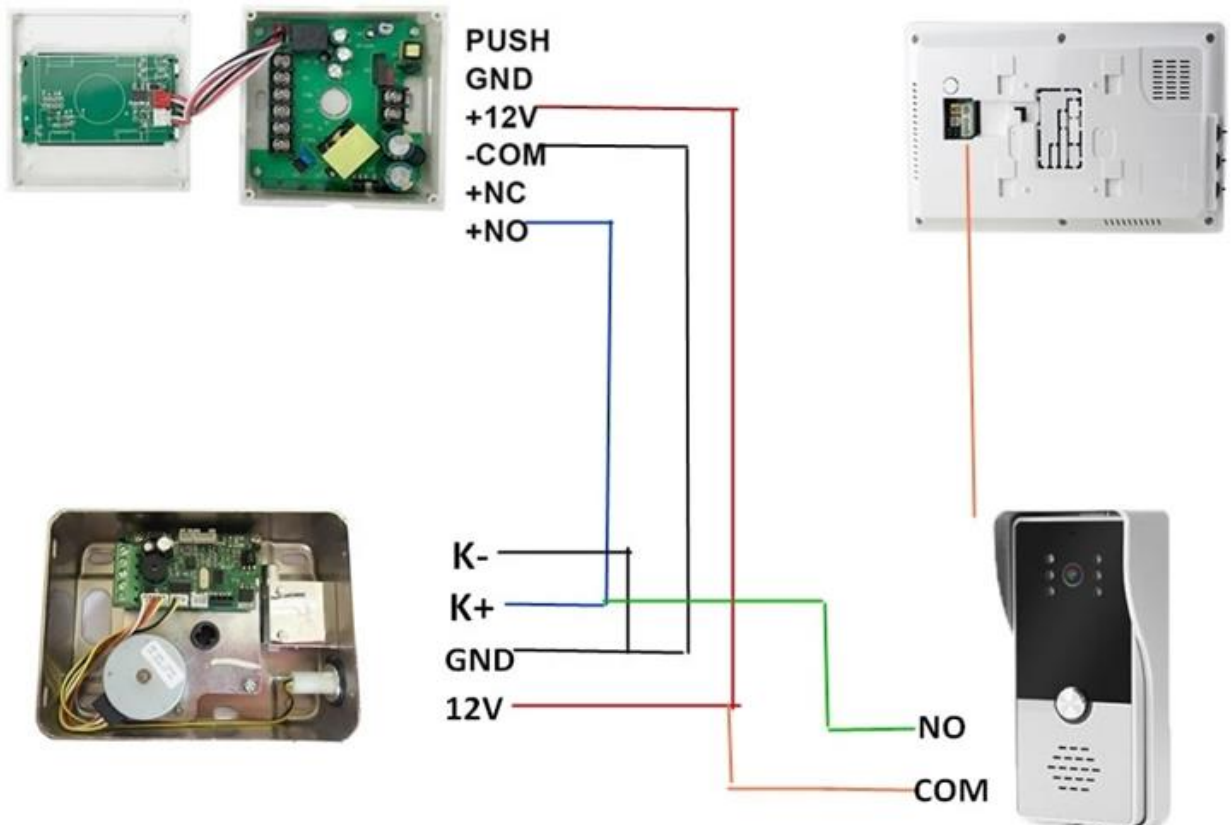 PUSH
GND
+12V
-COM
+NC
+NO
K-
K+
GND
12V
NO
COM